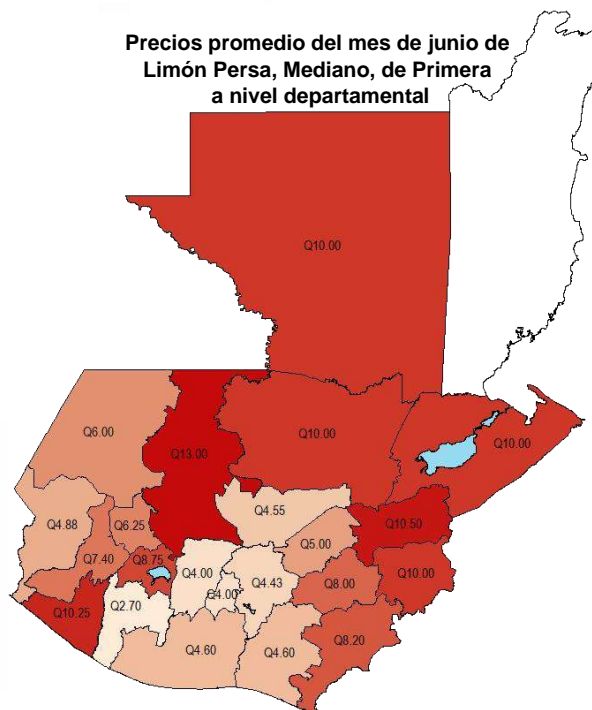 Precios promedio del mes de junio de
Limón Persa, Mediano, de Primera
a nivel departamental
Q10.00
Q6.00
Q13.00
Q10.00
Q10.00
Q4.88
Q6.25
Q4.55
Q10.50
Q7.40
Q8.75
Q5.00
Q4.00
Q4.00
Q4.43
Q8.00
Q10.00
Q10.25
Q2.70
Q8.20
Q4.60
Q4.60